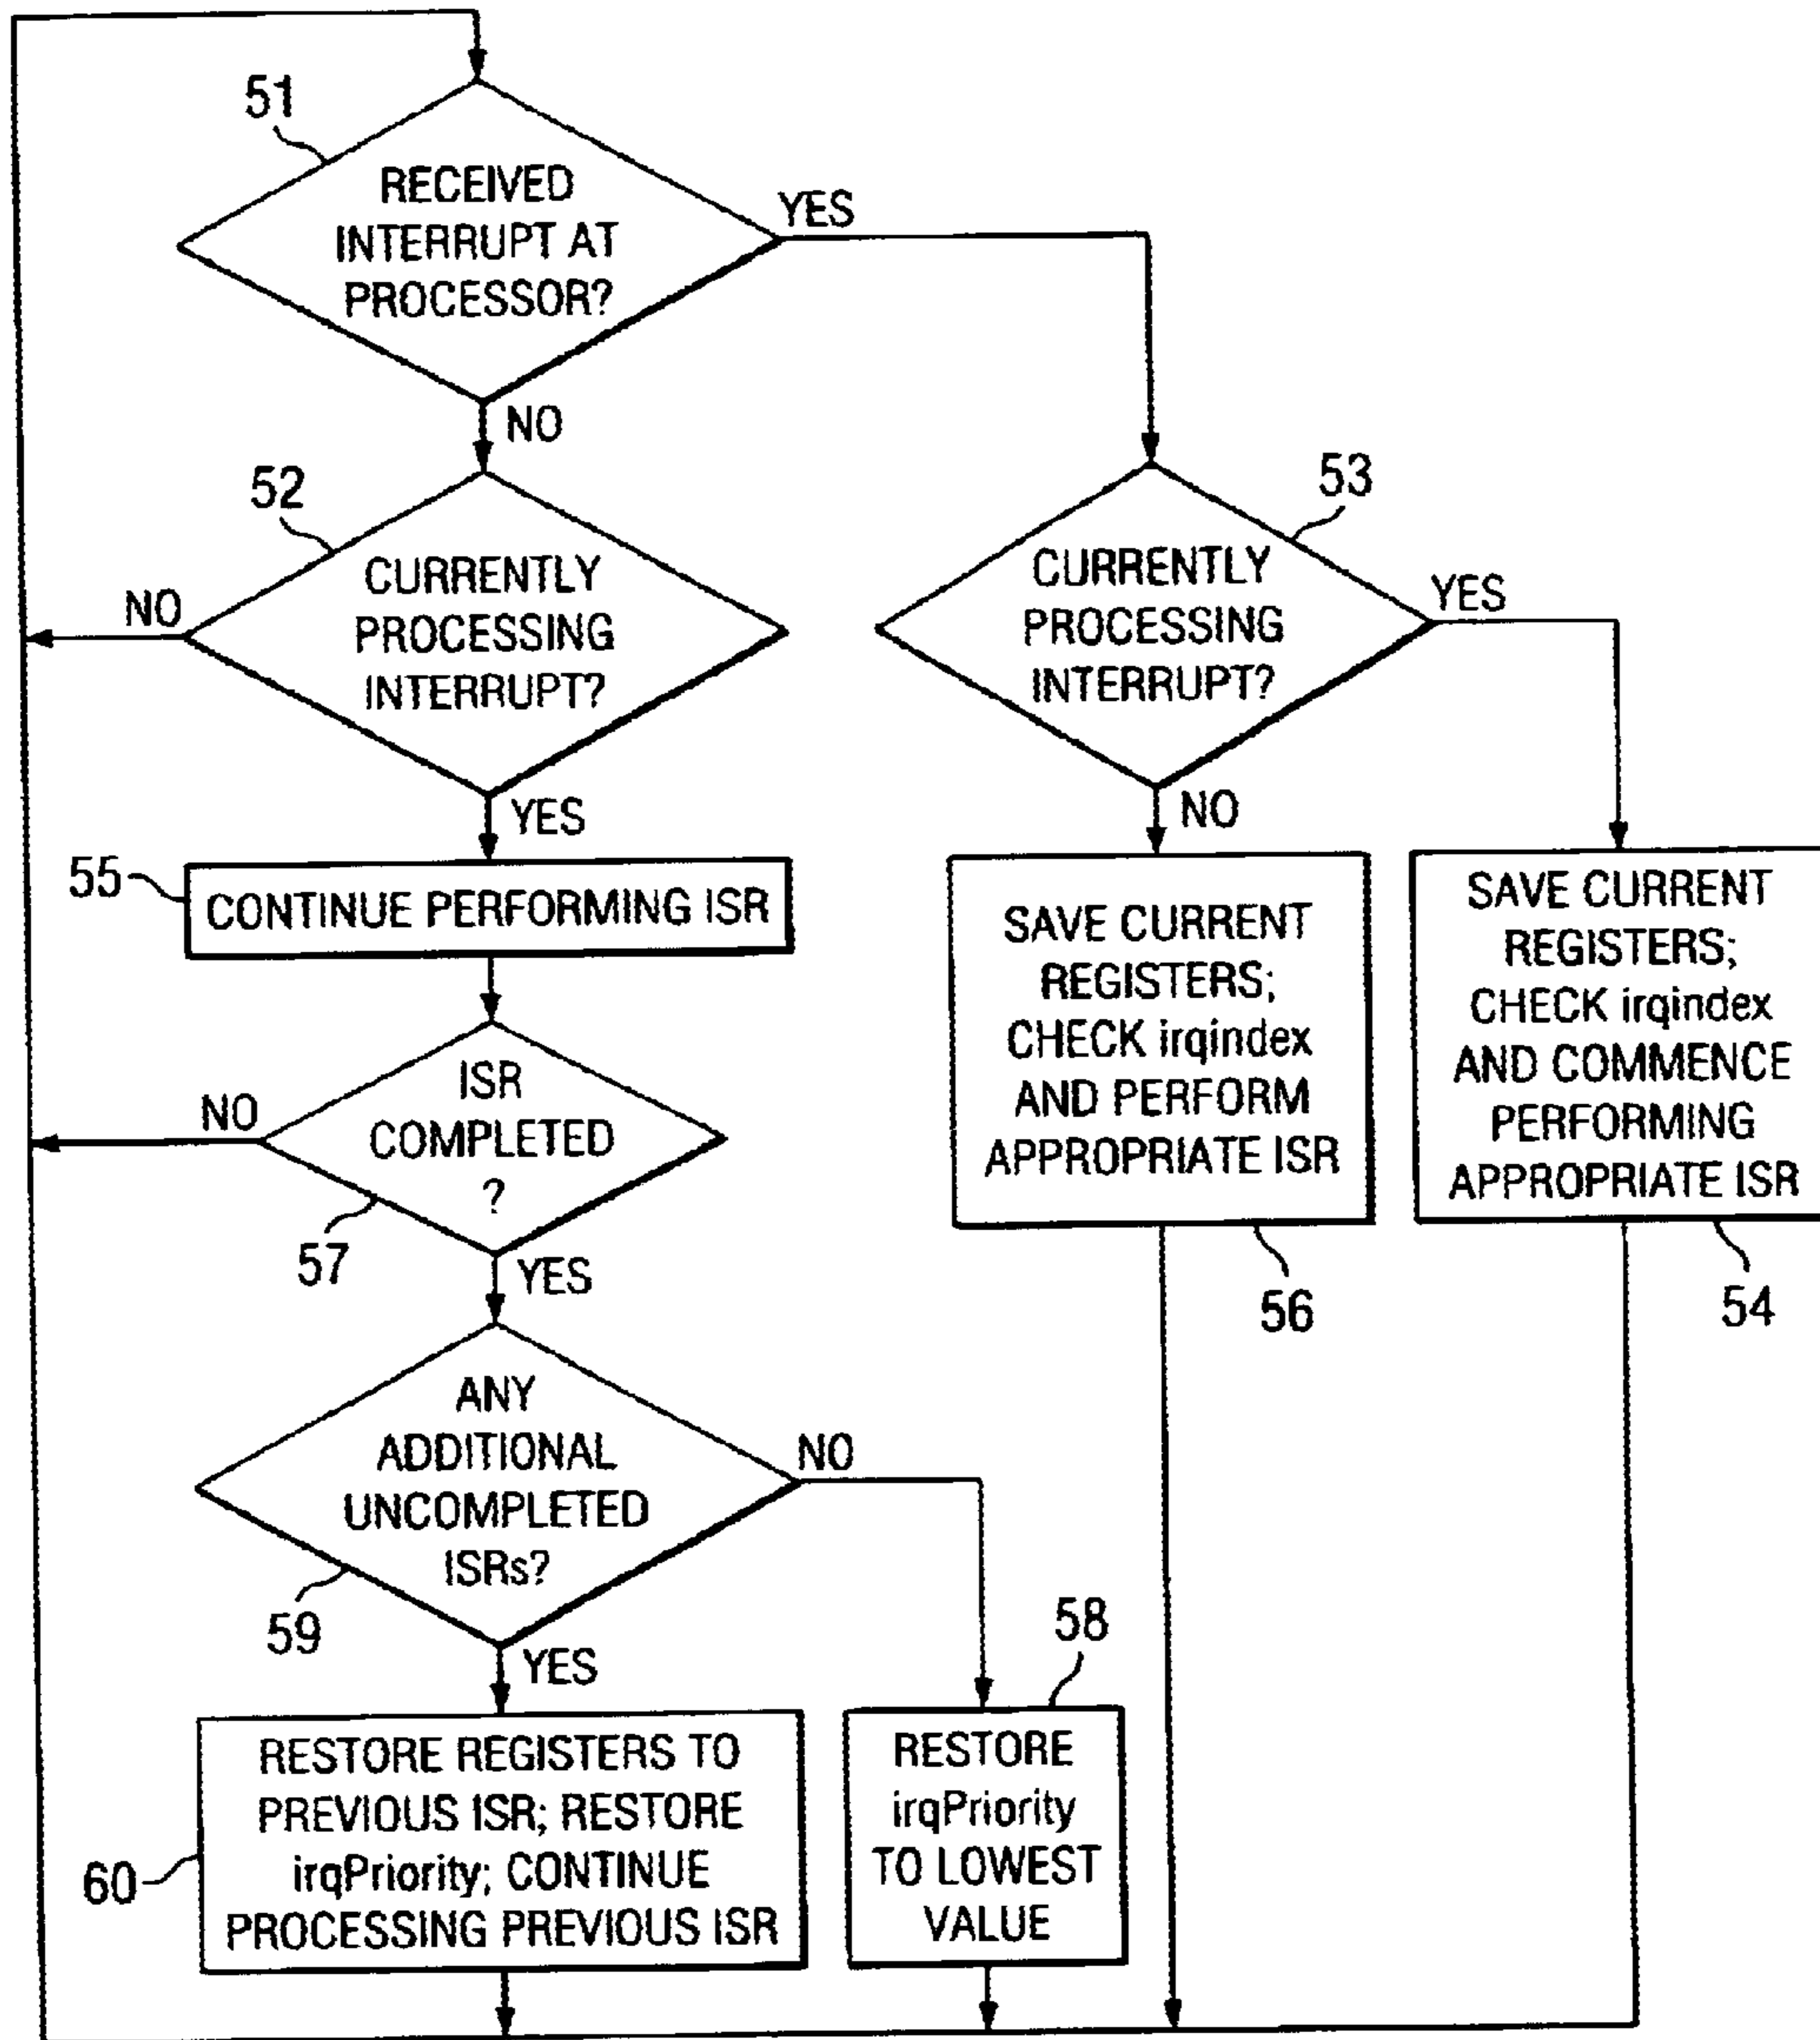 51
RECEIVED
INTERRUPT AT
PROCESSOR?
YES
NO
52
CURRENTLY
PROCESSING
INTERRUPT?
NO
YES
53
CURRENTLY
PROCESSING
INTERRUPT?
YES
NO
55
CONTINUE PERFORMING ISR
SAVE CURRENT
REGISTERS;
CHECK irqindex
AND PERFORM
APPROPRIATE ISR
56
SAVE CURRENT
REGISTERS;
CHECK irqindex
AND COMMENCE
PERFORMING
APPROPRIATE ISR
54
ISR
COMPLETED
?
NO
57
YES
ANY
ADDITIONAL
UNCOMPLETED
ISRs?
NO
59
YES
58
RESTORE REGISTERS TO
PREVIOUS ISR; RESTORE
irqPriority; CONTINUE
PROCESSING PREVIOUS ISR
60
RESTORE
irqPriority
TO LOWEST
VALUE